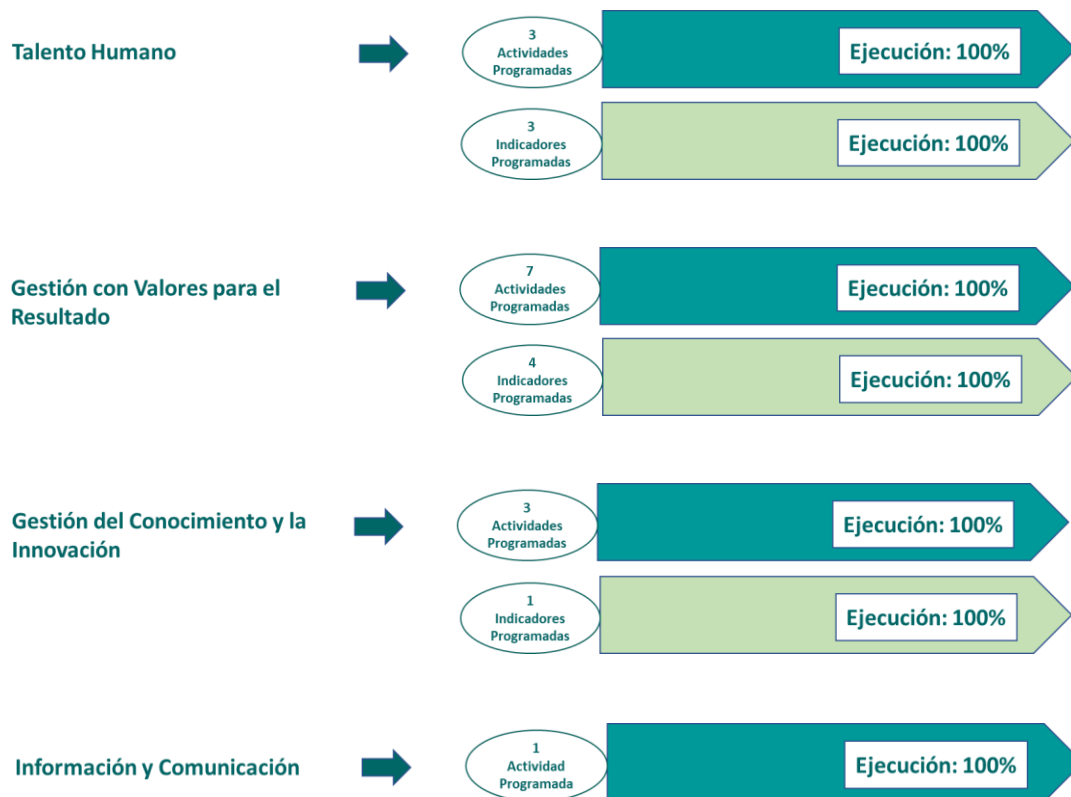 Talento Humano
3
Actividades
Programadas
Ejecución: 100%
3
Indicadores
Programadas
Ejecución: 100%
Gestión con Valores para el
Resultado
7
Actividades
Programadas
Ejecución: 100%
4
Indicadores
Programadas
Ejecución: 100%
Gestión del Conocimiento y la
Innovación
3
Actividades
Programadas
Ejecución: 100%
1
Indicadores
Programadas
Ejecución: 100%
Información y Comunicación
1
Actividad
Programada
Ejecución: 100%